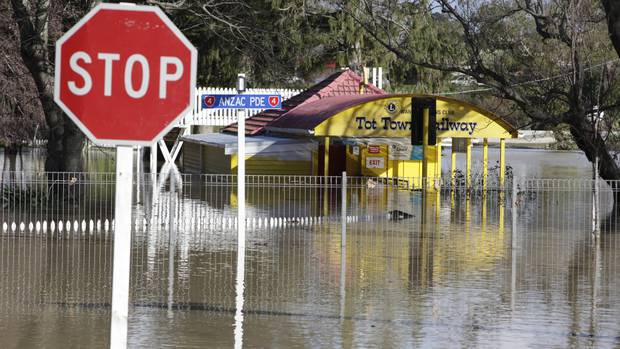 STOP
4 ANZAC PDE 4
Tot Town Railway
EXIT